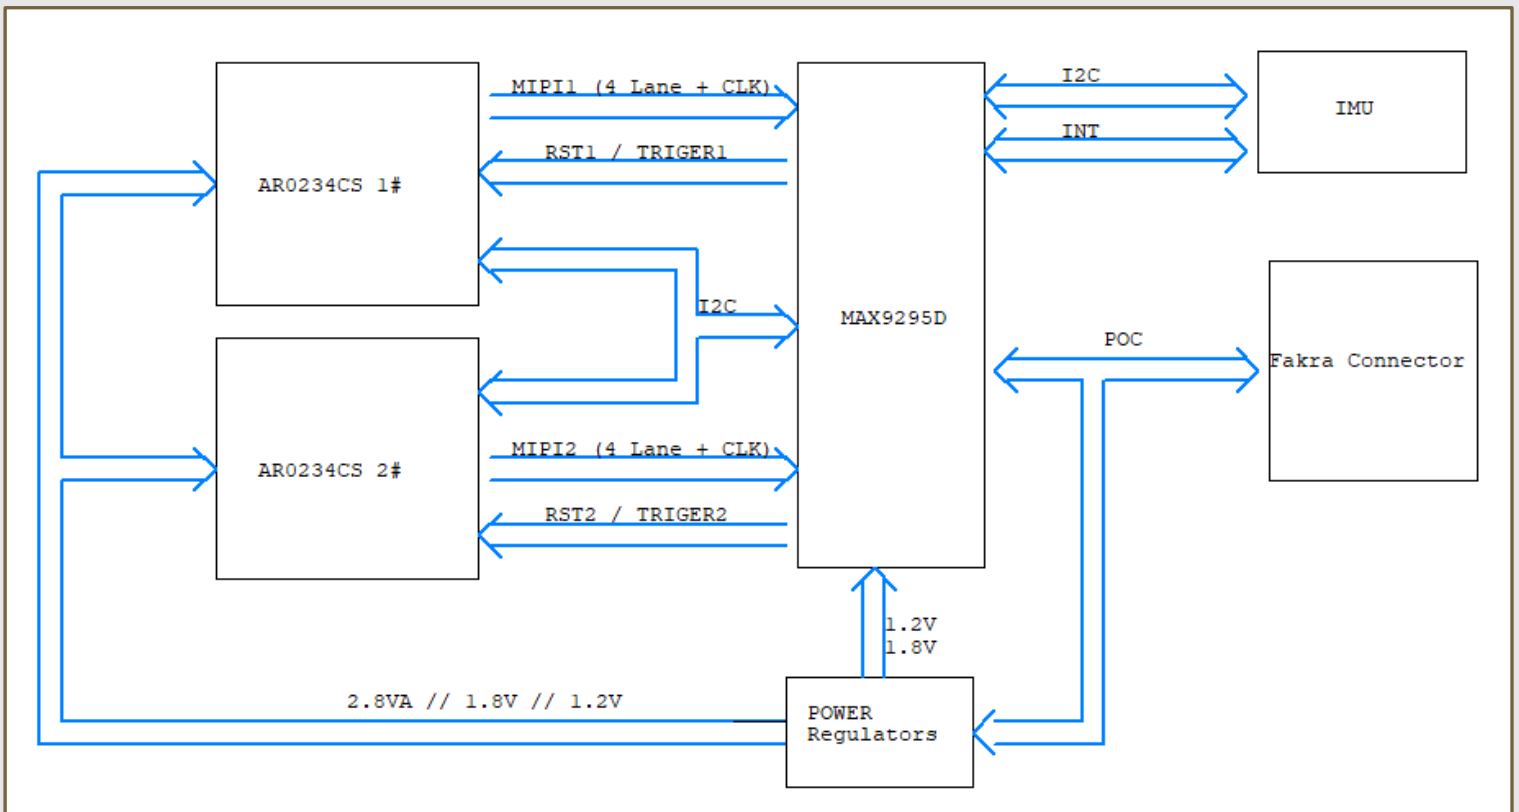 MIPI1 (4 Lane + CLK)
I2C
IMU
INT
RST1 / TRIGER1
AR0234CS 1#
I2C
MAX9295D
POC
Fakra Connector
MIPI2 (4 Lane + CLK)
AR0234CS 2#
RST2 / TRIGER2
1.2V
1.8V
2.8VA // 1.8V // 1.2V
POWER
Regulators